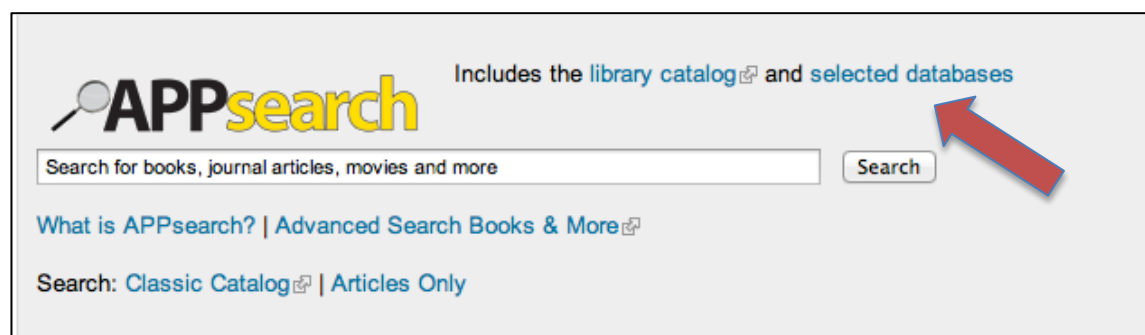 Includes the library catalog and selected databases
APPsearch
Search for books, journal articles, movies and more
Search
What is APPsearch? | Advanced Search Books & More
Search: Classic Catalog | Articles Only